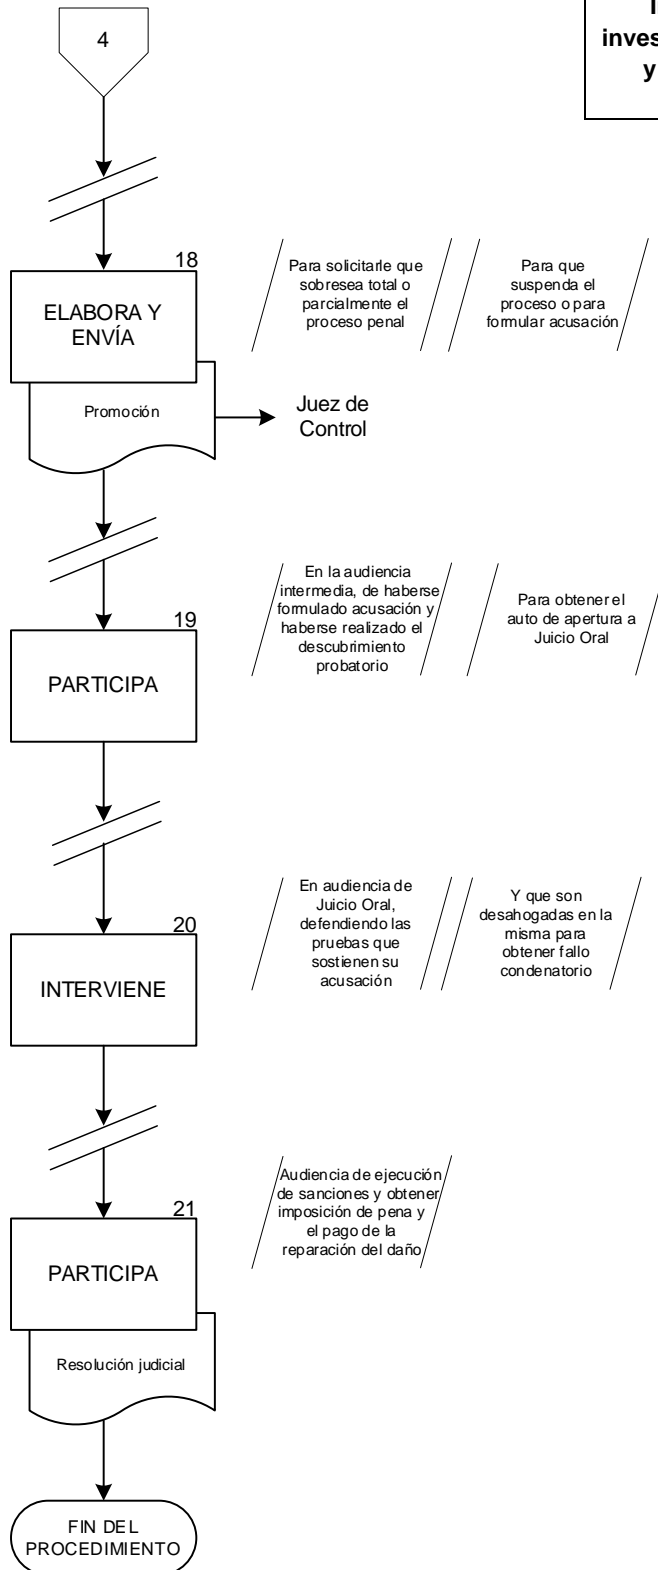 4
inves
y
18
ELABORA Y
ENVÍA
Para solicitarle que
sobresea total o
parcialmente el
proceso penal
Para que
suspenda el
proceso o para
formular acusación
Promoción
Juez de
Control
19
PARTICIPA
En la audiencia
intermedia, de haberse
formulado acusación y
haberse realizado el
descubrimiento
probatorio
Para obtener el
auto de apertura a
Juicio Oral
20
INTERVIENE
En audiencia de
Juicio Oral,
defendiendo las
pruebas que
sostienen su
acusación
Y que son
desahogadas en la
misma para
obtener fallo
condenatorio
21
PARTICIPA
Audiencia de ejecución
de sanciones y obtener
imposición de pena y
el pago de la
reparación del daño
Resolución judicial
FIN DEL
PROCEDIMIENTO